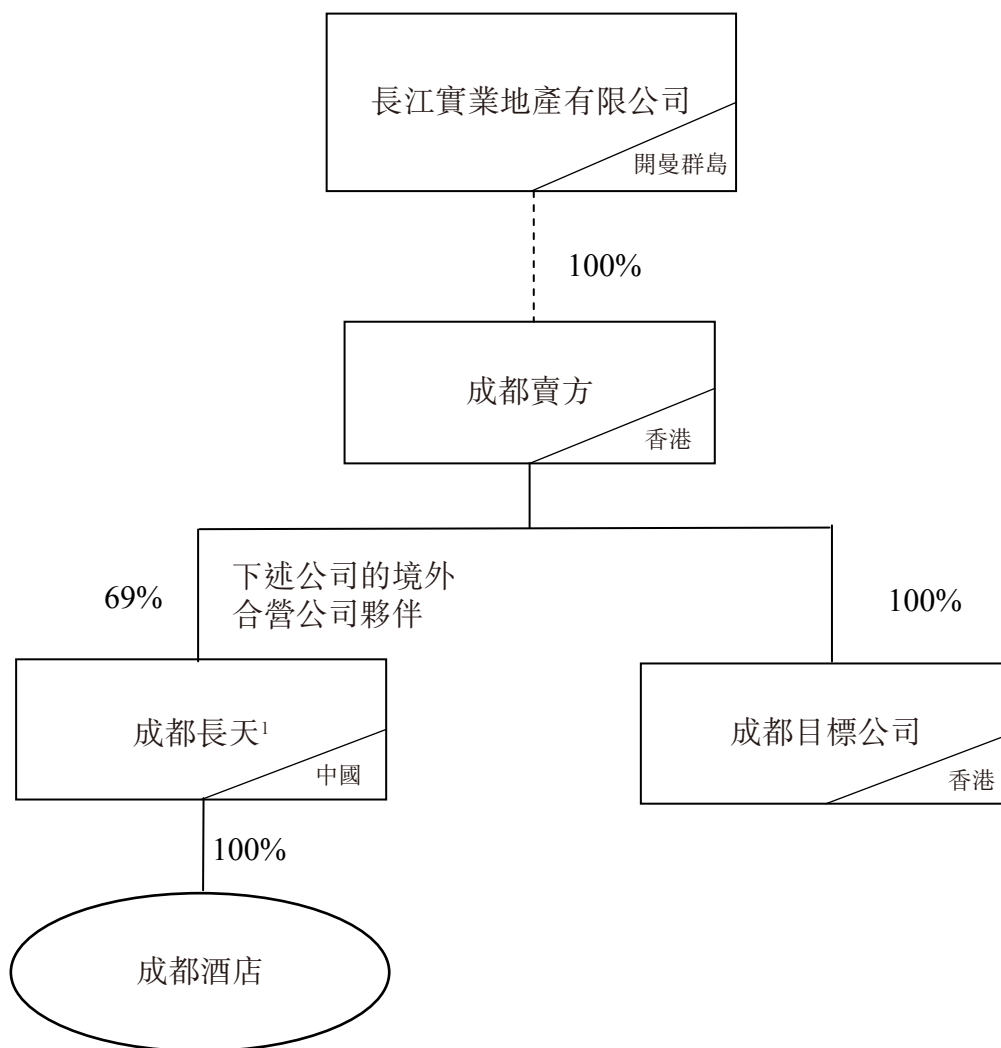 長江實業地產有限公司
開曼群島
100%
成都賣方
香港
69%
下述公司的境外
合營公司夥伴
100%
成都長天1
中國
成都目標公司
香港
100%
成都酒店